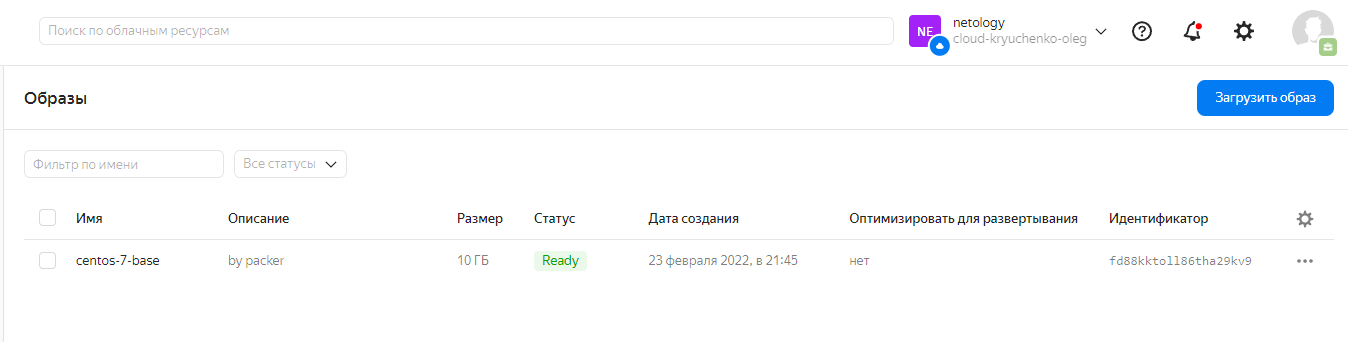 Поиск по облачным ресурсам
NE
netology
cloud-kryuchenko-oleg
Образы
Загрузить образ
Фильтр по имени
Все статусы
Имя Описание Размер Статус Дата создания Оптимизировать для развертывания Идентификатор
centos-7-base by packer 10 ГБ Ready 23 февраля 2022, в 21:45 нет fd88kktoll86tha29kv9